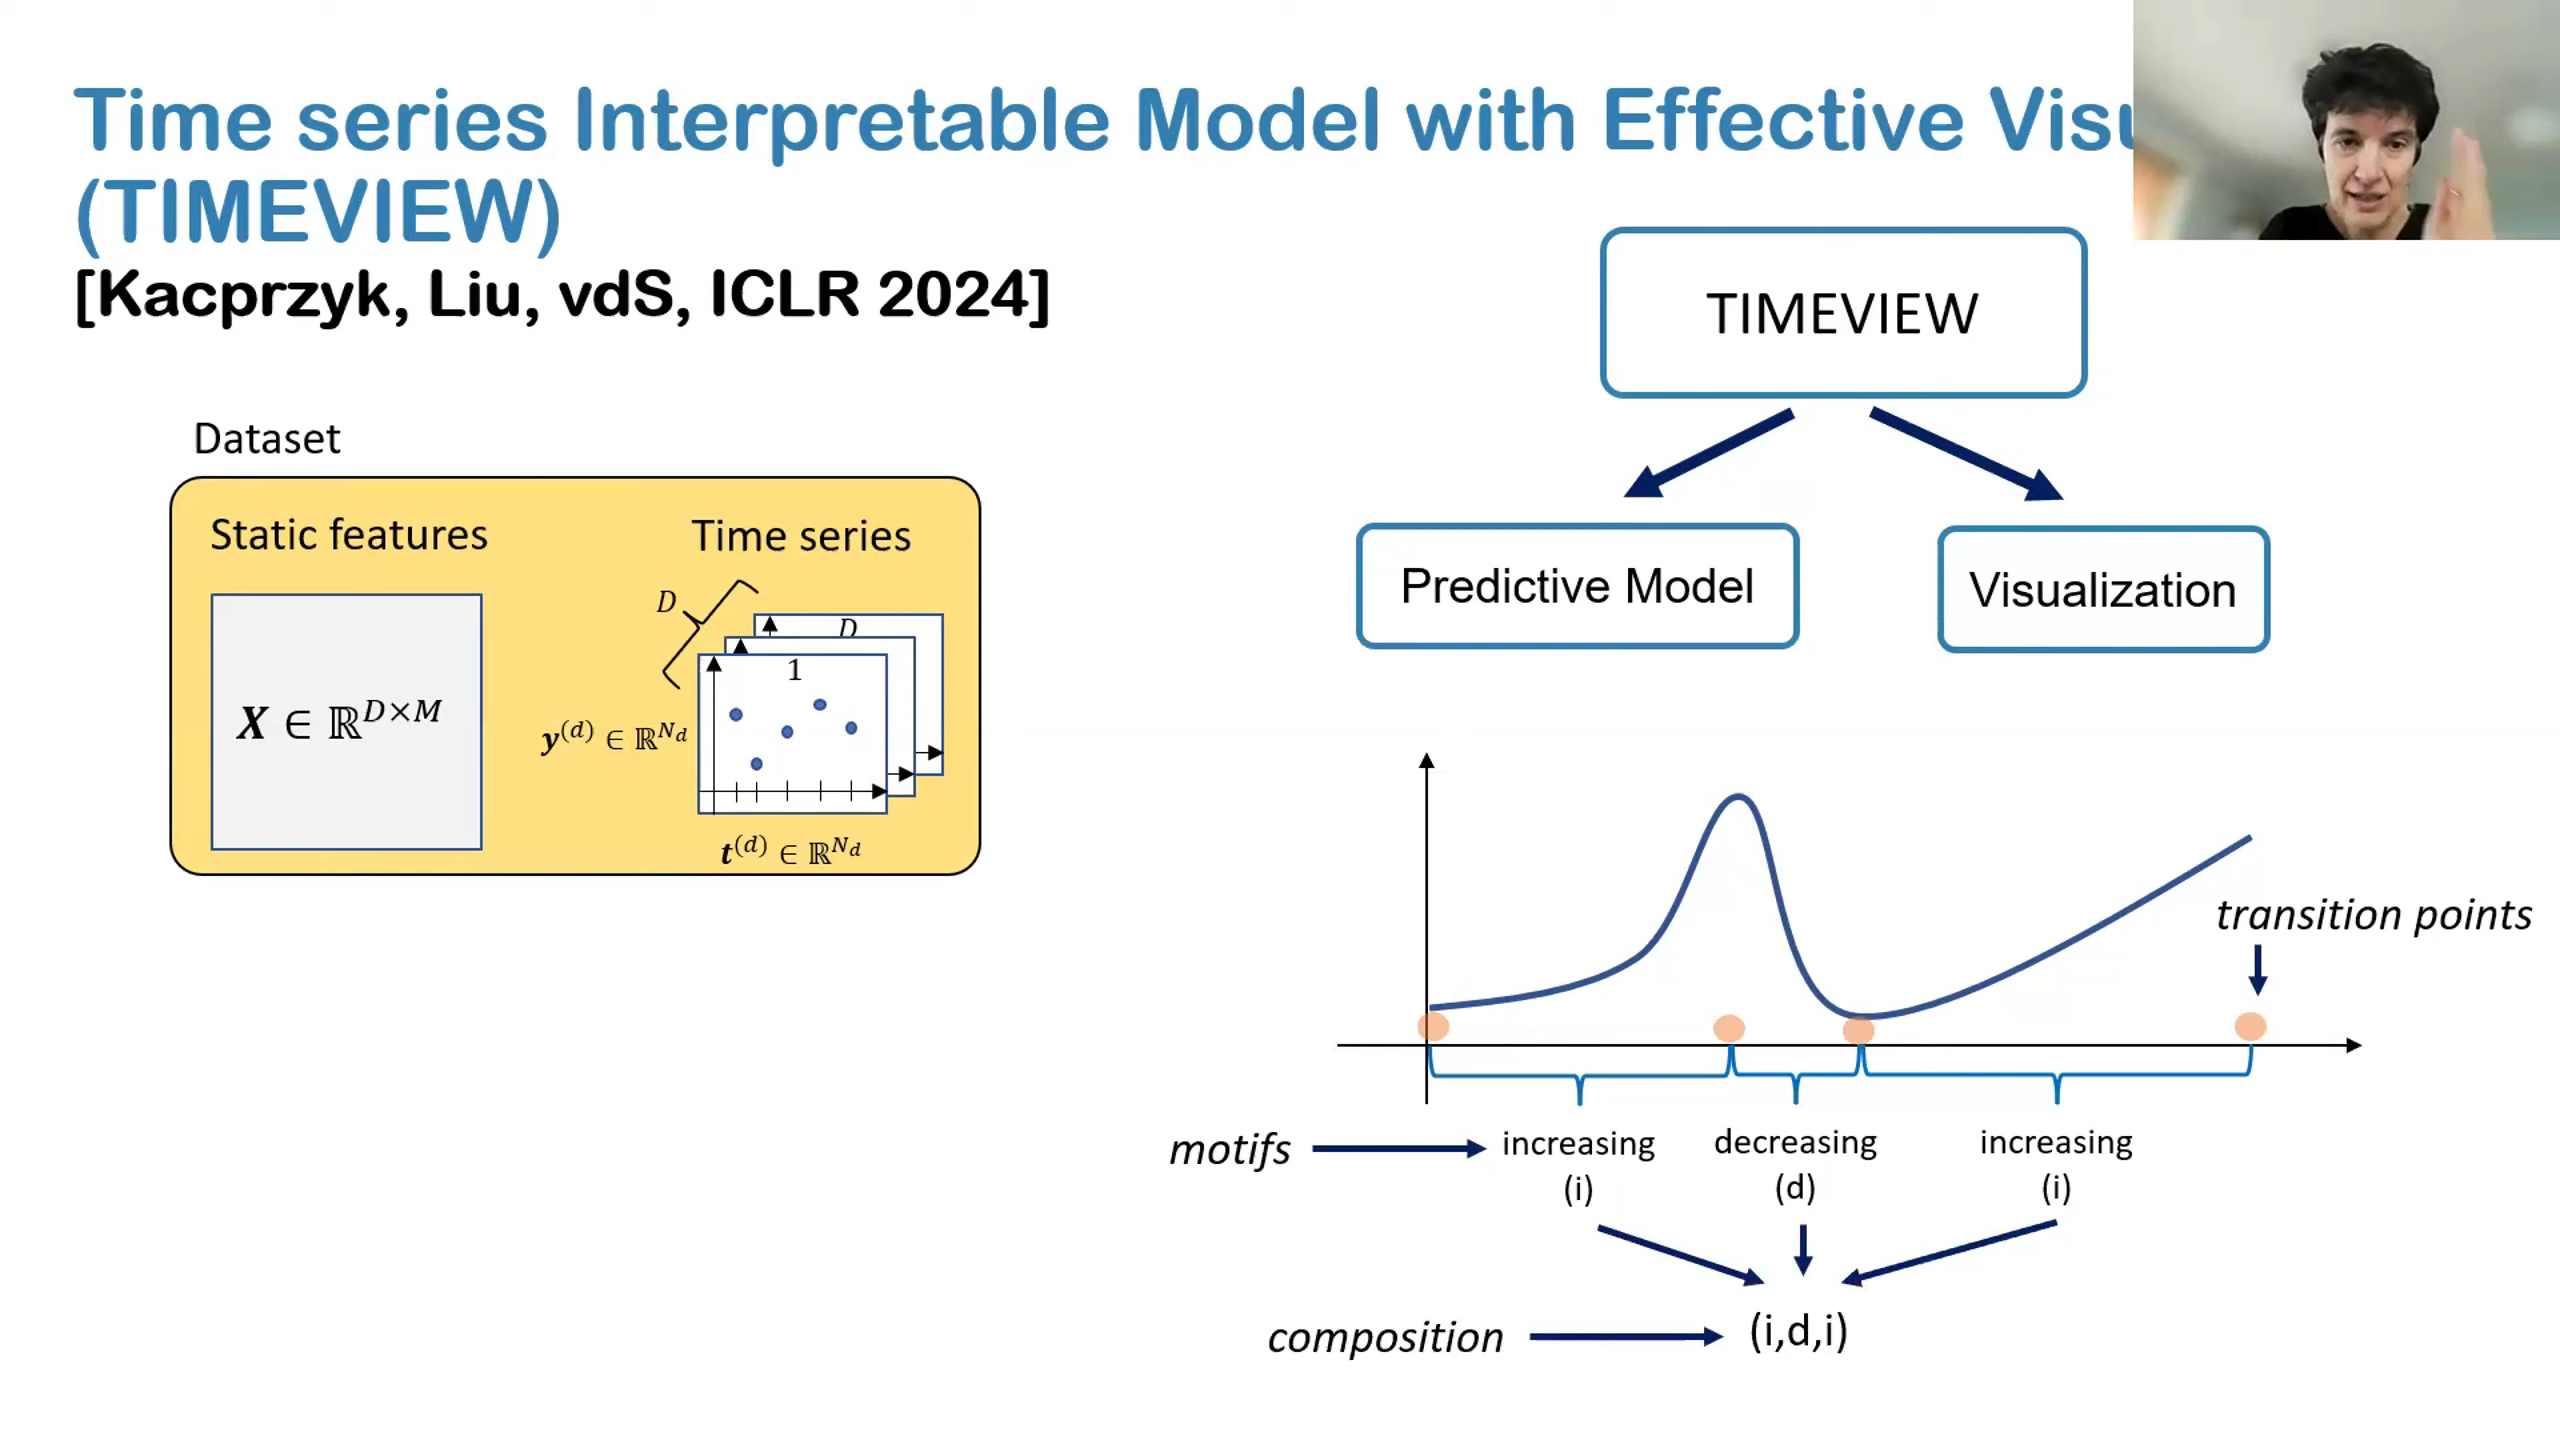 Time series Interpretable Model with Effective
(TIMEVIEW)
[Kacprzyk, Liu, vdS, ICLR 2024]
TIMEVIEW
Predictive Model
Visualization
Dataset
Static features
Time series
X ∈ ℝ^{D×M}
D
D
1
y^{(d)} ∈ ℝ^{N_d}
t^{(d)} ∈ ℝ^{N_d}
transition points
motifs
increasing decreasing increasing
(i) (d) (i)
composition
(i,d,i)